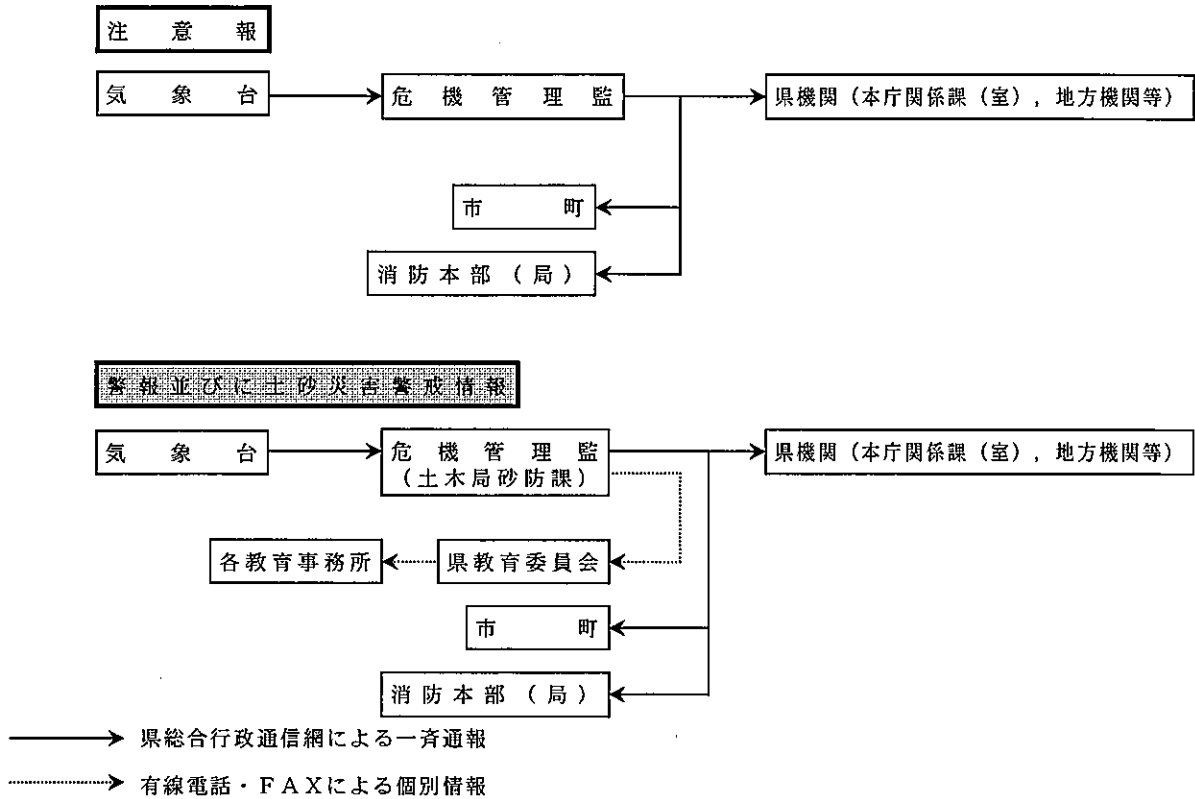 注意報
気象台
危機管理監
県機関（本庁関係課（室），地方機関等）
市町
消防本部（局）
警報並びに土砂災害警戒情報
気象台
危機管理監
（土木局砂防課）
県機関（本庁関係課（室），地方機関等）
各教育事務所
県教育委員会
市町
消防本部（局）
県総合行政通信網による一斉通報
有線電話・ＦＡＸによる個別情報